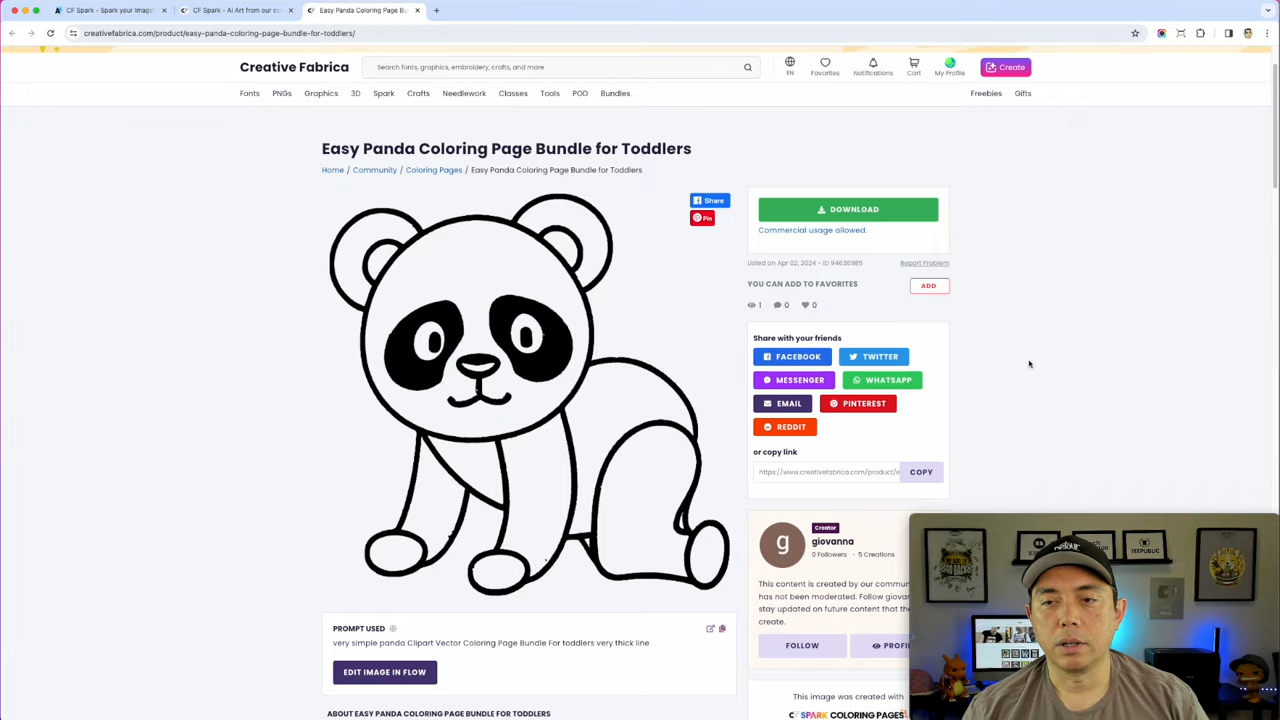 CF Spark - Spark your Imagin
CF Spark - Ai Art from our co
Easy Panda Coloring Page Bu
creativefabrica.com/product/easy-panda-coloring-page-bundle-for-toddlers/
Creative Fabrica
Search fonts, graphics, embroidery, crafts, and more
EN
Favorites
Notifications
Cart
My Profile
Create
Fonts PNGs Graphics 3D Spark Crafts Needlework Classes Tools POD Bundles Freebies Gifts
Easy Panda Coloring Page Bundle for Toddlers
Home / Community / Coloring Pages / Easy Panda Coloring Page Bundle for Toddlers
Share
Pin
DOWNLOAD
Commercial usage allowed.
Listed on Apr 02, 2024 - ID 94636985
Report Problem
YOU CAN ADD TO FAVORITES
ADD
1 0 0
Share with your friends
FACEBOOK TWITTER
MESSENGER WHATSAPP
EMAIL PINTEREST
REDDIT
or copy link
https://www.creativefabrica.com/product/e
COPY
g
Creator
giovanna
0 Followers • 5 Creations
This content is created by our commun
has not been moderated. Follow giovar
stay updated on future content that the
create.
FOLLOW
PROFI
This image was created with
SPARK COLORING PAGES
PROMPT USED
very simple panda Clipart Vector Coloring Page Bundle For toddlers very thick line
EDIT IMAGE IN FLOW
ABOUT EASY PANDA COLORING PAGE BUNDLE FOR TODDLERS
TEEPUBLIC